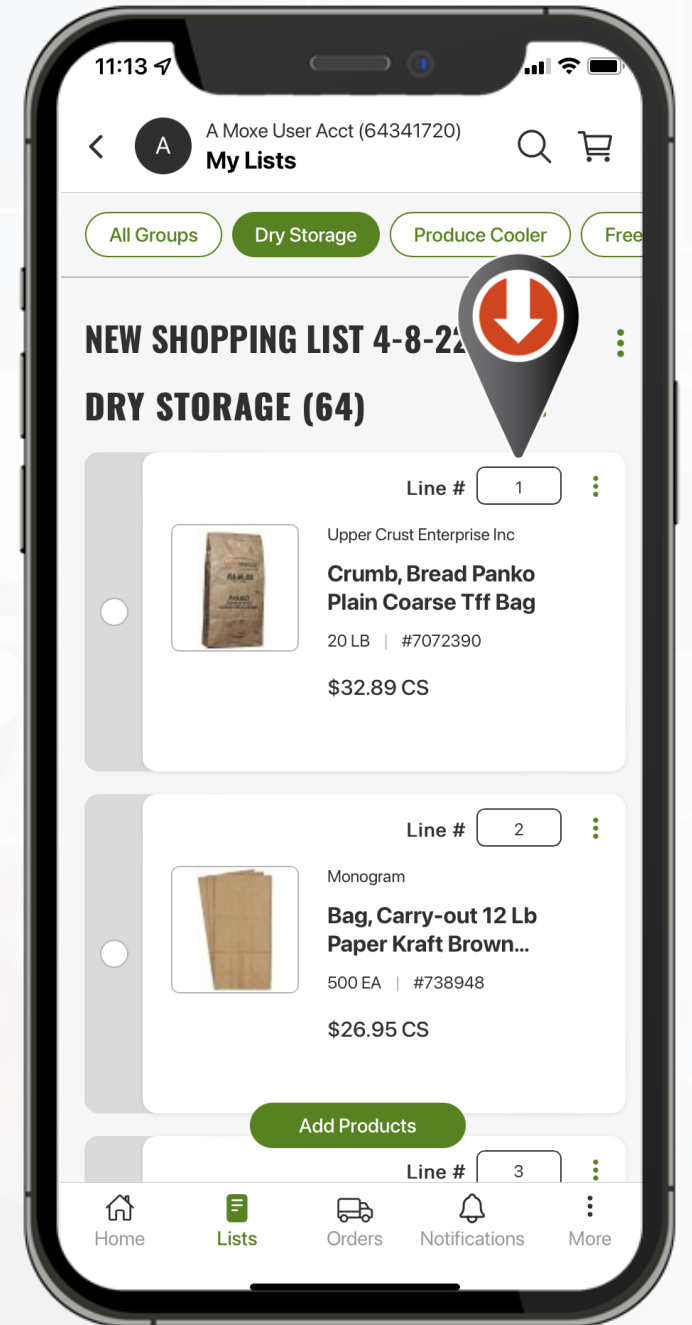 11:13
A
A Moxe User Acct (64341720)
My Lists
All Groups
Dry Storage
Produce Cooler
Free
NEW SHOPPING LIST 4-8-22
DRY STORAGE (64)
Line # 1
Upper Crust Enterprise Inc
Crumb, Bread Panko
Plain Coarse Tff Bag
20 LB | #7072390
$32.89 CS
PANKO
Line # 2
Monogram
Bag, Carry-out 12 Lb
Paper Kraft Brown...
500 EA | #738948
$26.95 CS
Add Products
Line # 3
Home
Lists
Orders
Notifications
More